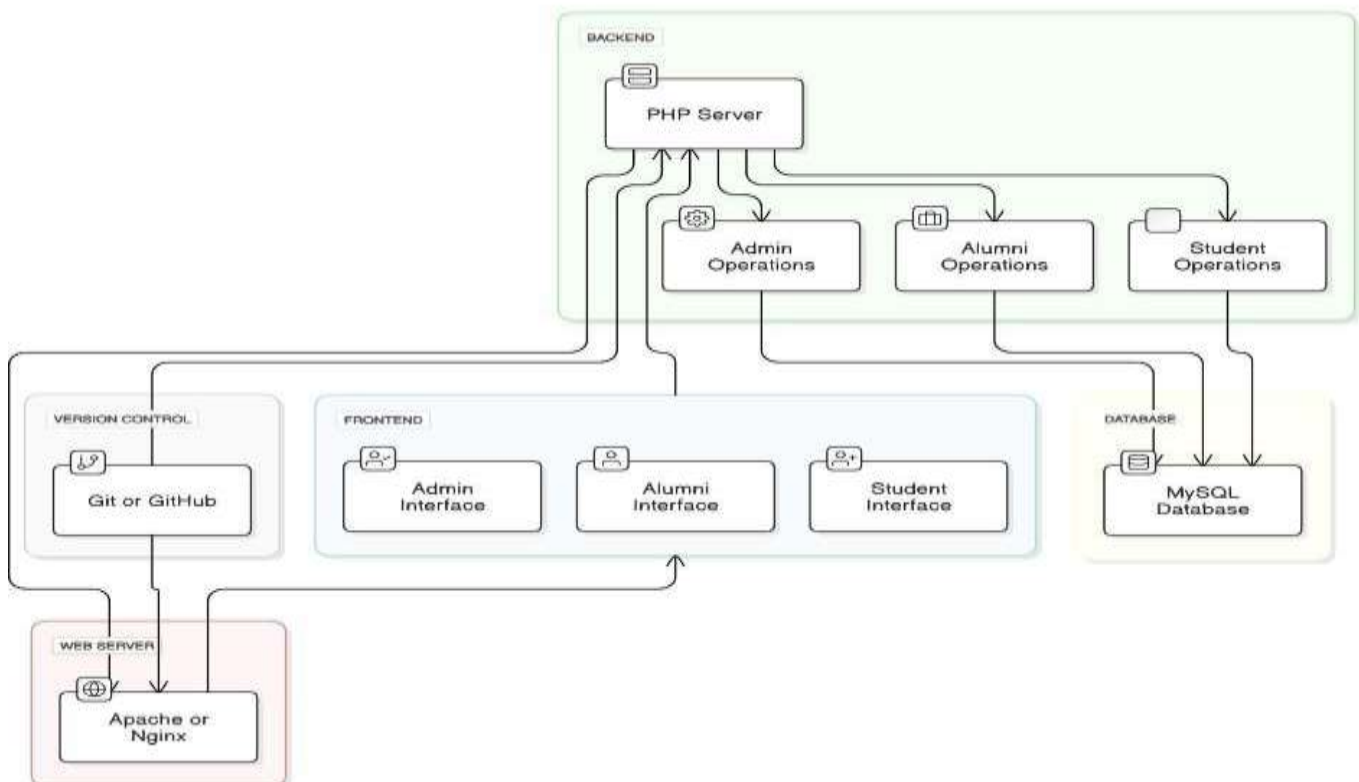 BACKEND
PHP Server
Admin
Operations
Alumni
Operations
Student
Operations
VERSION CONTROL
Git or GitHub
FRONTEND
Admin
Interface
Alumni
Interface
Student
Interface
DATABASE
MySQL
Database
WEB SERVER
Apache or
Nginx